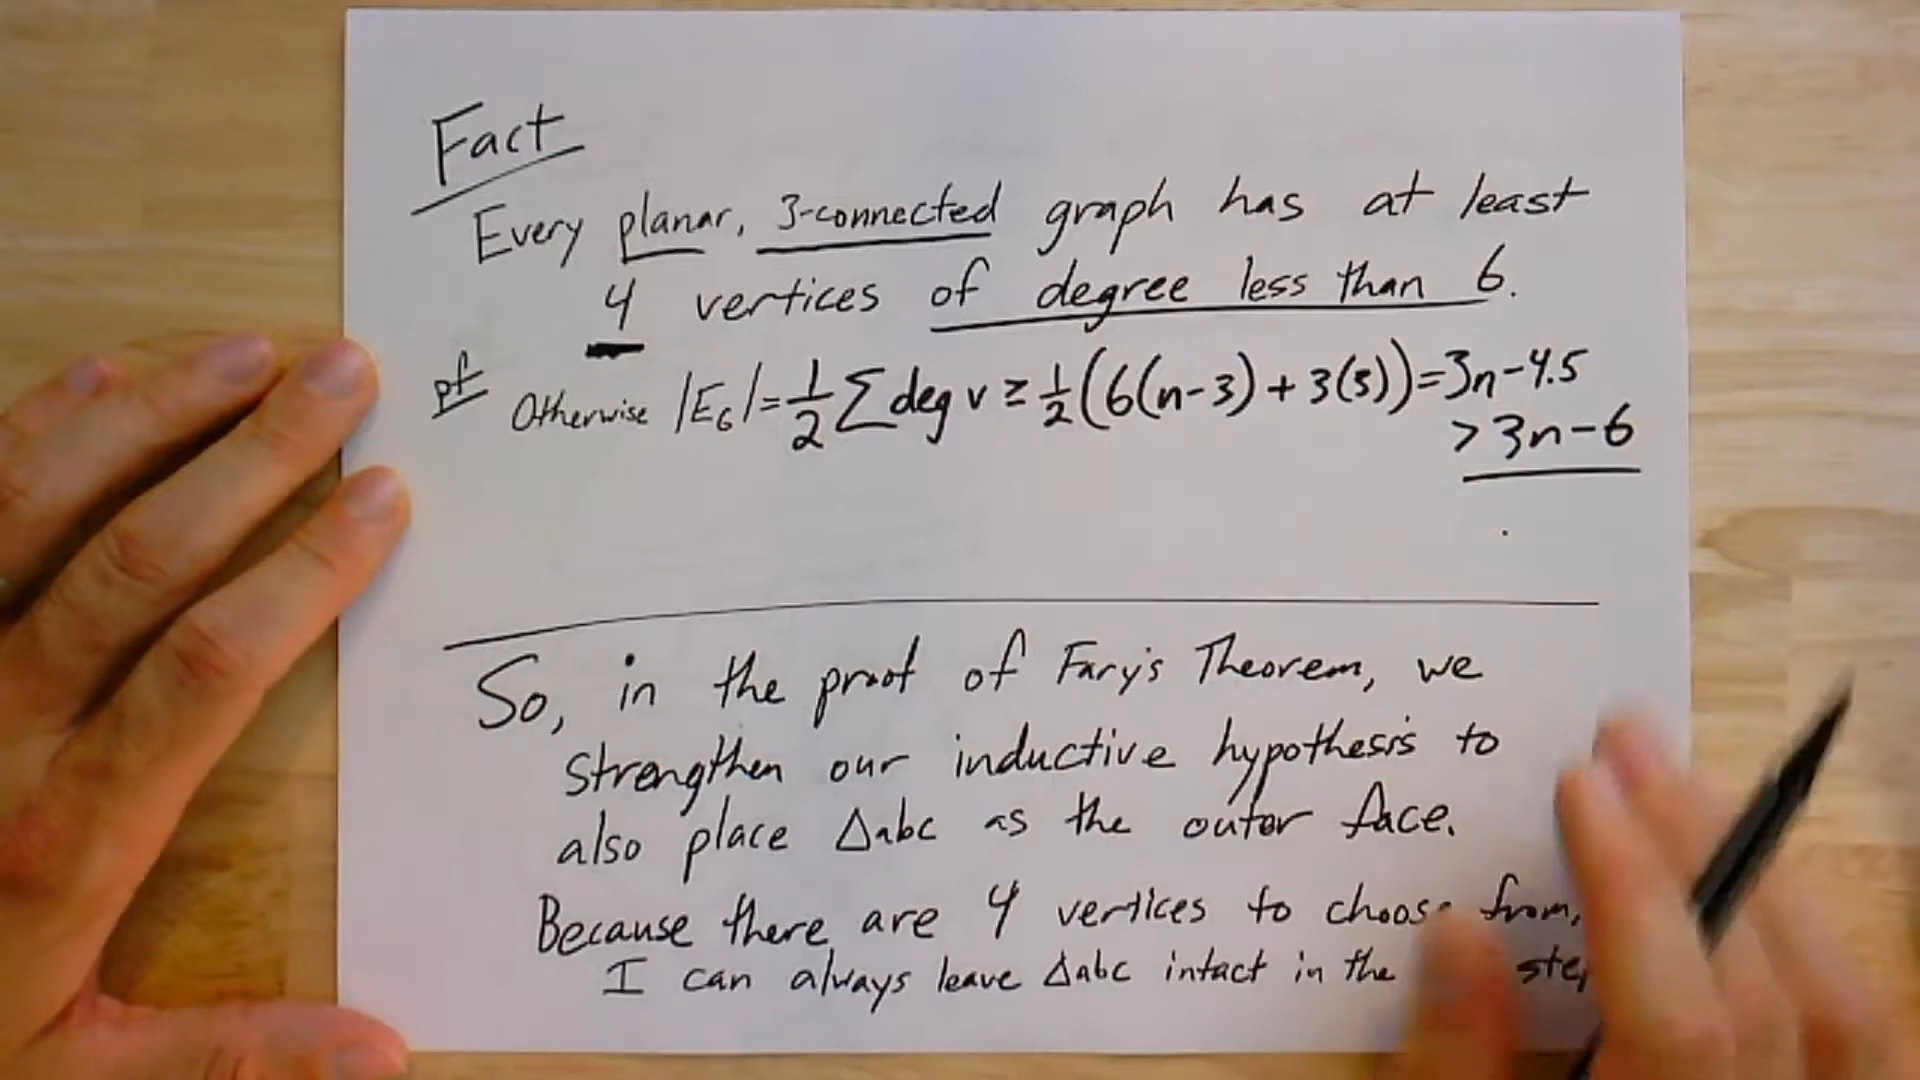 Fact
Every planar, 3-connected graph has at least
4 vertices of degree less than 6.
pf Otherwise |E_G| = 1/2 Σ deg v ≥ 1/2 (6(n-3) + 3(3)) = 3n-4.5
> 3n-6
So, in the proof of Fary's Theorem, we
strengthen our inductive hypothesis to
also place Δabc as the outer face.
Because there are 4 vertices to choose from,
I can always leave Δabc intact in the